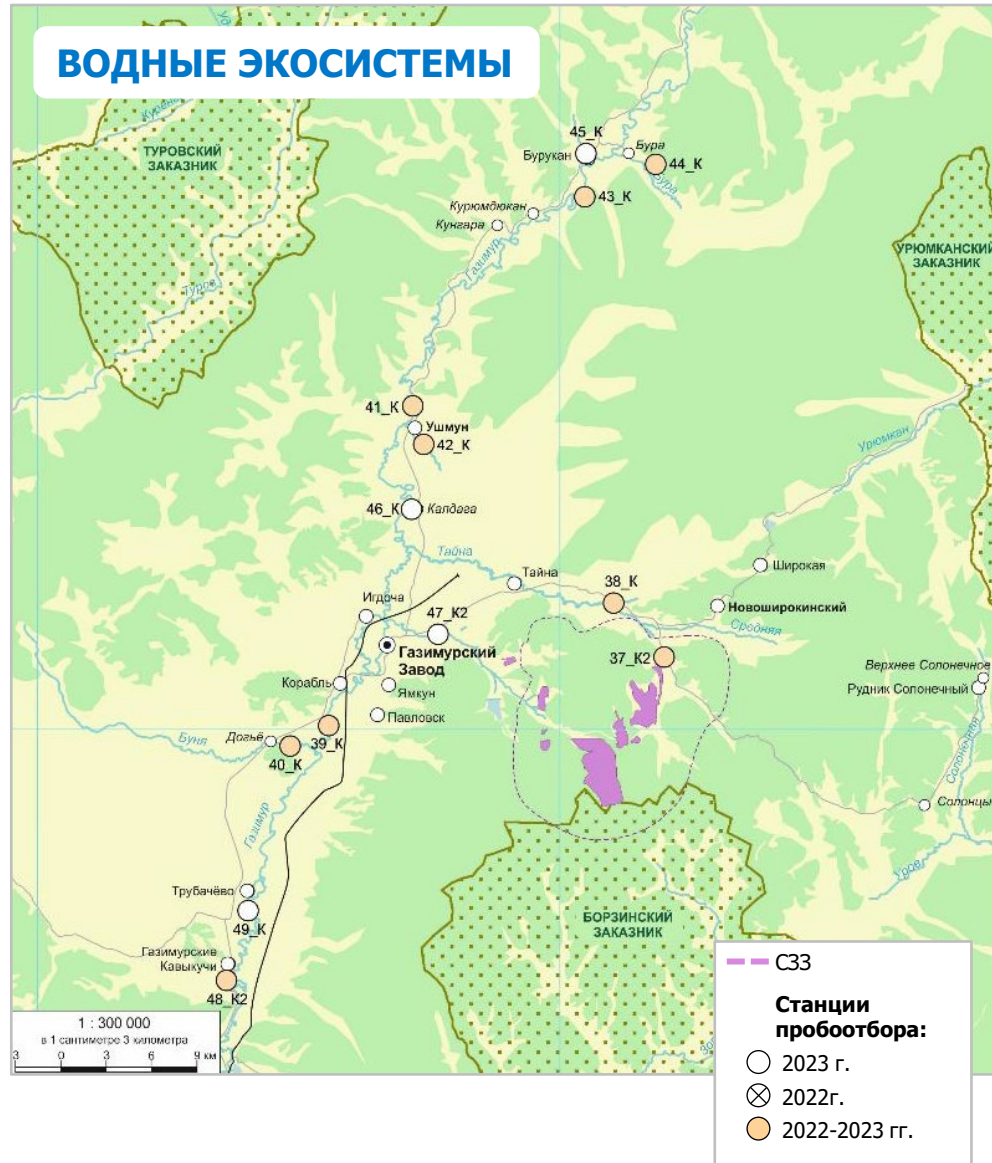 ВОДНЫЕ ЭКОСИСТЕМЫ
ТУРОВСКИЙ
ЗАКАЗНИК
Туров
45_К
Бурукан
Бура
44_К
Бура
43_К
Курюмдюкан
Кунгара
Газимур
УРЮМКАНСКИЙ
ЗАКАЗНИК
41_К
Ушмун
42_К
Урюмкан
46_К
Калдага
Тайна
Тайна
38_К
Широкая
Новоширокинский
Средняя
Игдоча
47_К2
Газимурский
Завод
37_К2
Верхнее Солонечное
Рудник Солонечный
Корабль
Ямкун
Павловск
Буня
Догьё
39_К
40_К
Солонечная
Солонцы
Газимур
Уров
Трубачёво
49_К
БОРЗИНСКИЙ
ЗАКАЗНИК
Газимурские
Кавыкучи
48_К2
1 : 300 000
в 1 сантиметре 3 километра
3 0 3 6 9 км
СЗЗ
Станции
пробоотбора:
2023 г.
2022г.
2022-2023 гг.